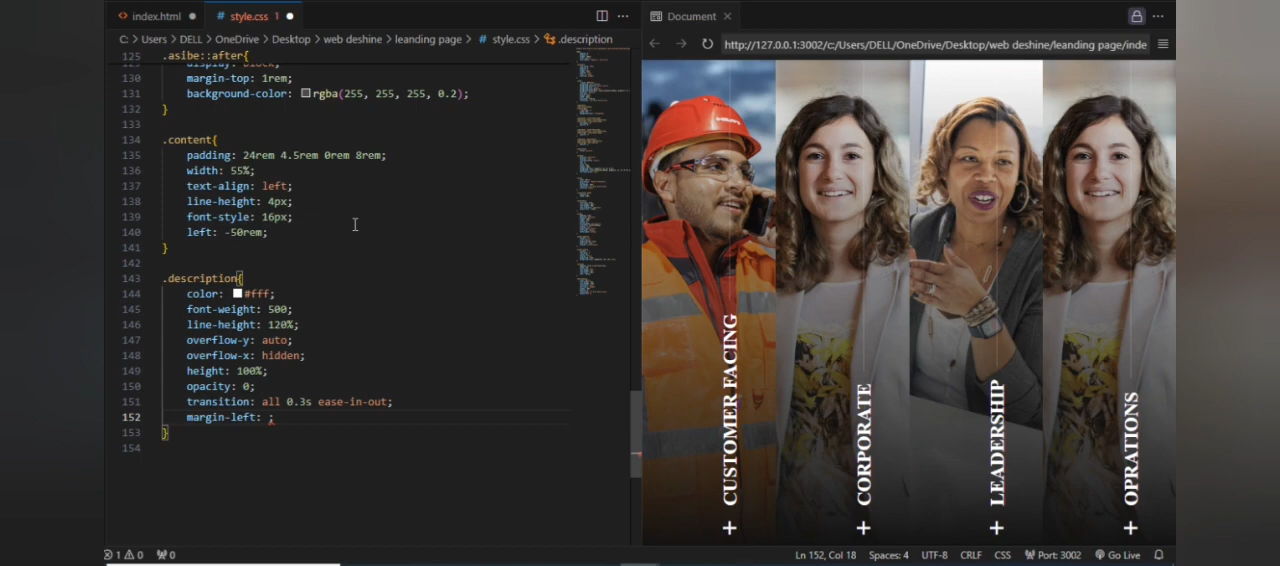 index.html
style.css 1
Document
C: > Users > DELL > OneDrive > Desktop > web deshine > leanding page > # style.css > .description
http://127.0.0.1:3002/c:/Users/DELL/OneDrive/Desktop/web deshine/leanding page/inde
125 .asibe::after{
130 margin-top: 1rem;
131 background-color: rgba(255, 255, 255, 0.2);
132 }
133
134 .content{
135 padding: 24rem 4.5rem 0rem 8rem;
136 width: 55%;
137 text-align: left;
138 line-height: 4px;
139 font-style: 16px;
140 left: -50rem;
141 }
142
143 .description{
144 color: #fff;
145 font-weight: 500;
146 line-height: 120%;
147 overflow-y: auto;
148 overflow-x: hidden;
149 height: 100%;
150 opacity: 0;
151 transition: all 0.3s ease-in-out;
152 margin-left: ;
153 }
154
+ CUSTOMER FACING
+ CORPORATE
+ LEADERSHIP
+ OPRATIONS
1 0 0
Ln 152, Col 18 Spaces: 4 UTF-8 CRLF CSS Port: 3002 Go Live